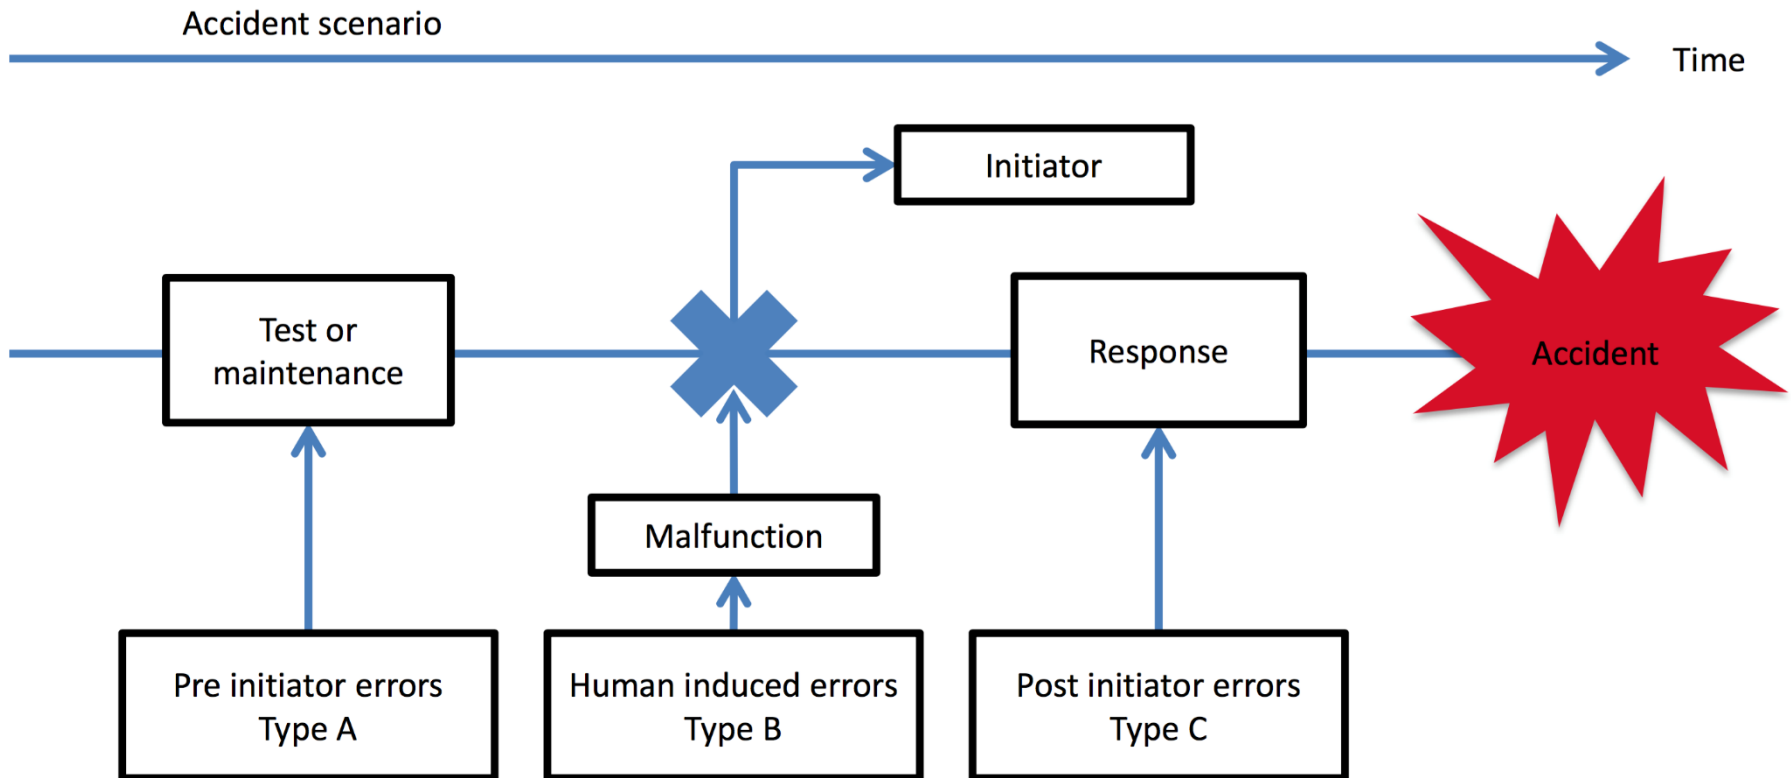 Accident scenario
Time
Initiator
Test or
maintenance
Response
Accident
Malfunction
Pre initiator errors
Type A
Human induced errors
Type B
Post initiator errors
Type C